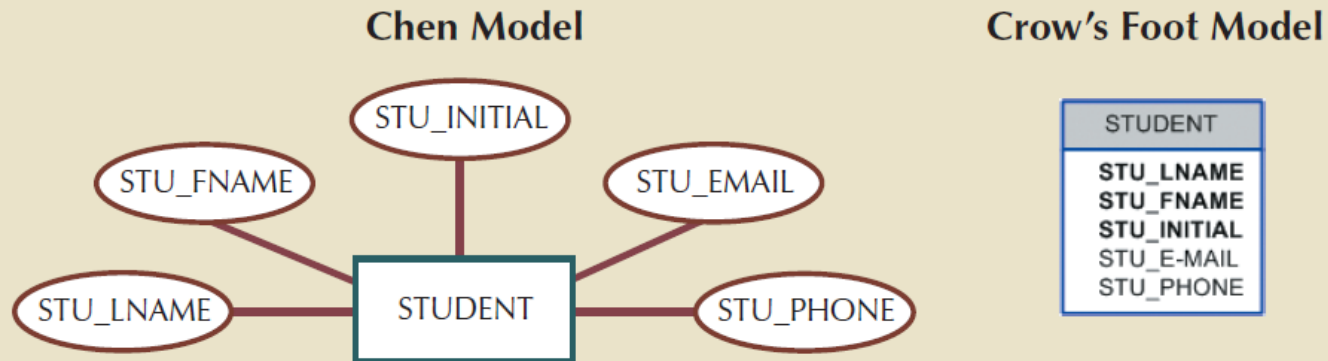 Chen Model
STU_INITIAL
STU_FNAME
STU_EMAIL
STU_LNAME
STUDENT
STU_PHONE
Crow's Foot Model
STUDENT
STU_LNAME
STU_FNAME
STU_INITIAL
STU_E-MAIL
STU_PHONE